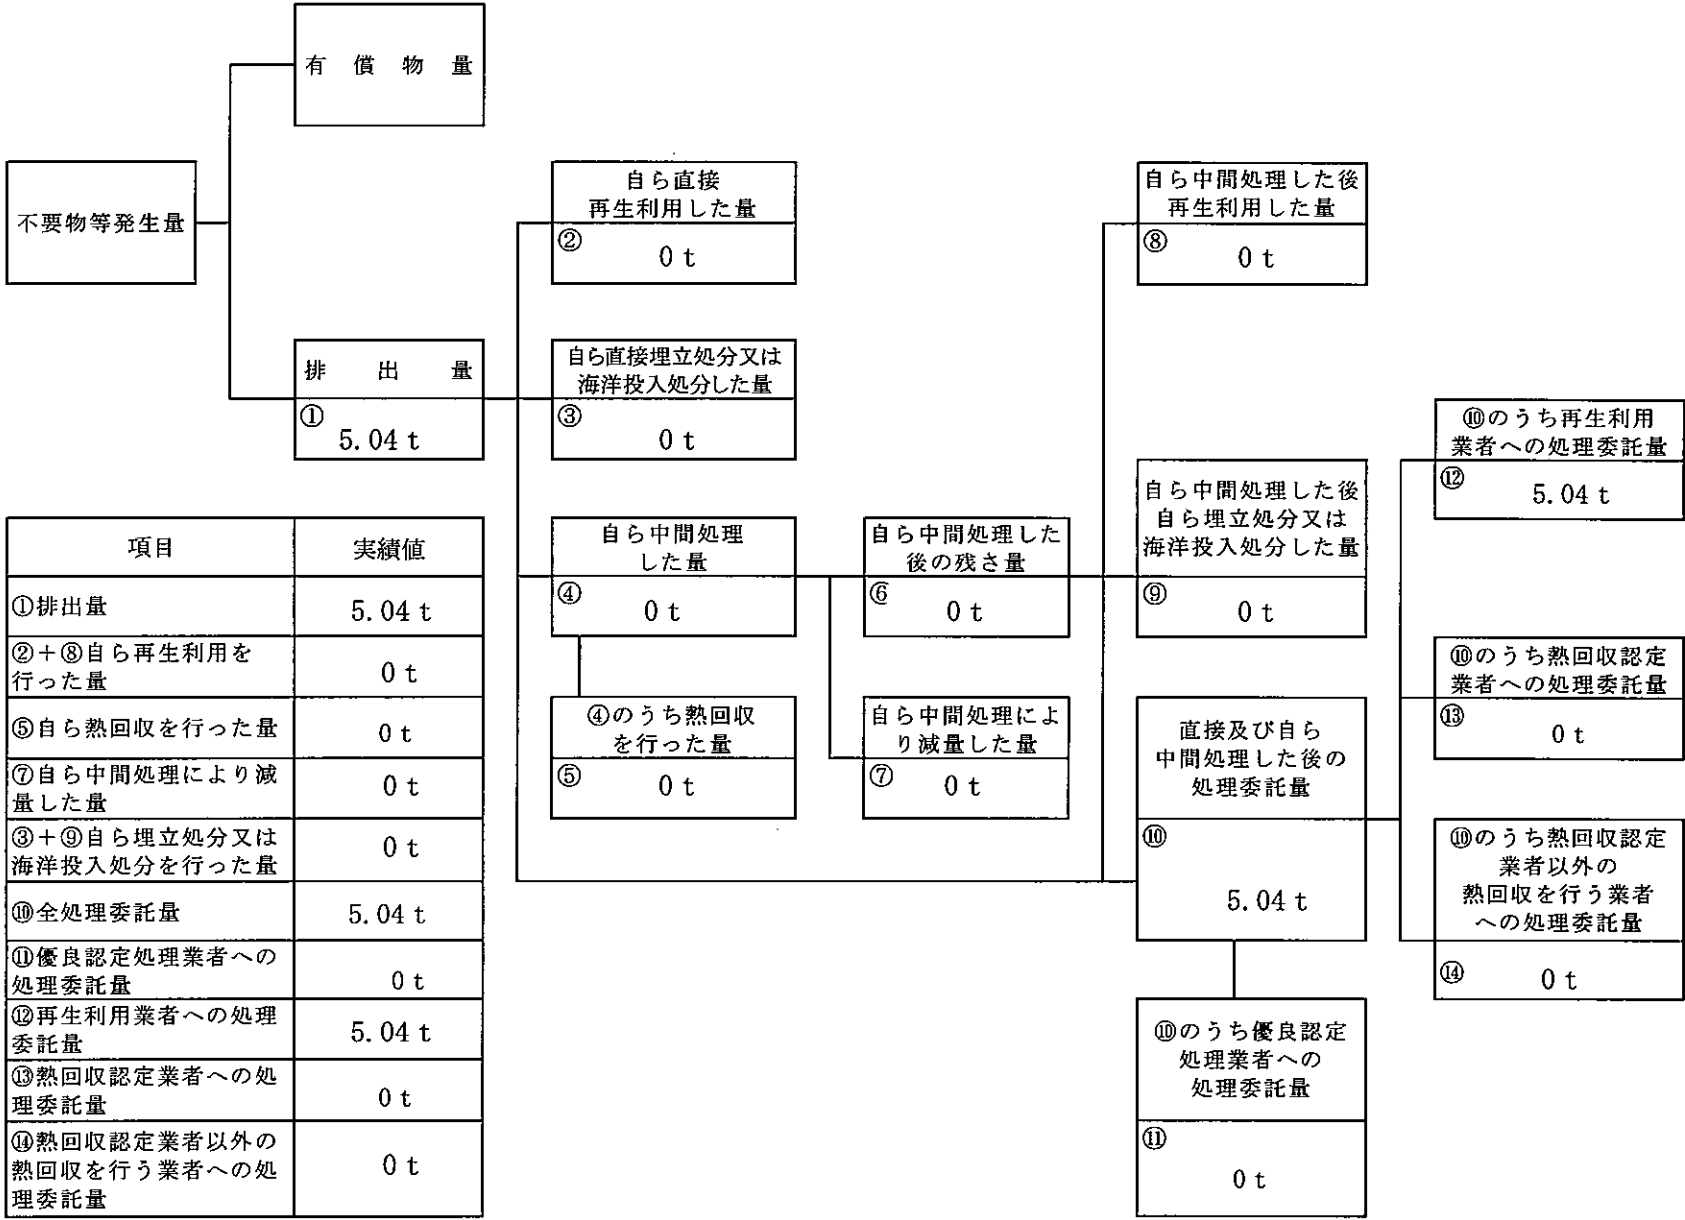 有償物量
不要物等発生量
排出量
①
5.04 t
自ら直接
再生利用した量
②
0 t
自ら直接埋立処分又は
海洋投入処分した量
③
0 t
自ら中間処理
した量
④
0 t
④のうち熱回収
を行った量
⑤
0 t
自ら中間処理した
後の残さ量
⑥
0 t
自ら中間処理によ
り減量した量
⑦
0 t
自ら中間処理した後
再生利用した量
⑧
0 t
自ら中間処理した後
自ら埋立処分又は
海洋投入処分した量
⑨
0 t
直接及び自ら
中間処理した後の
処理委託量
⑩
5.04 t
⑩のうち優良認定
処理業者への
処理委託量
⑪
0 t
⑩のうち再生利用
業者への処理委託量
⑫
5.04 t
⑩のうち熱回収認定
業者への処理委託量
⑬
0 t
⑩のうち熱回収認定
業者以外の
熱回収を行う業者
への処理委託量
⑭
0 t
項目 実績値
①排出量 5.04 t
②+⑧自ら再生利用を
行った量 0 t
⑤自ら熱回収を行った量 0 t
⑦自ら中間処理により減
量した量 0 t
③+⑨自ら埋立処分又は
海洋投入処分を行った量 0 t
⑩全処理委託量 5.04 t
⑪優良認定処理業者への
処理委託量 0 t
⑫再生利用業者への処理
委託量 5.04 t
⑬熱回収認定業者への処
理委託量 0 t
⑭熱回収認定業者以外の
熱回収を行う業者への処
理委託量 0 t